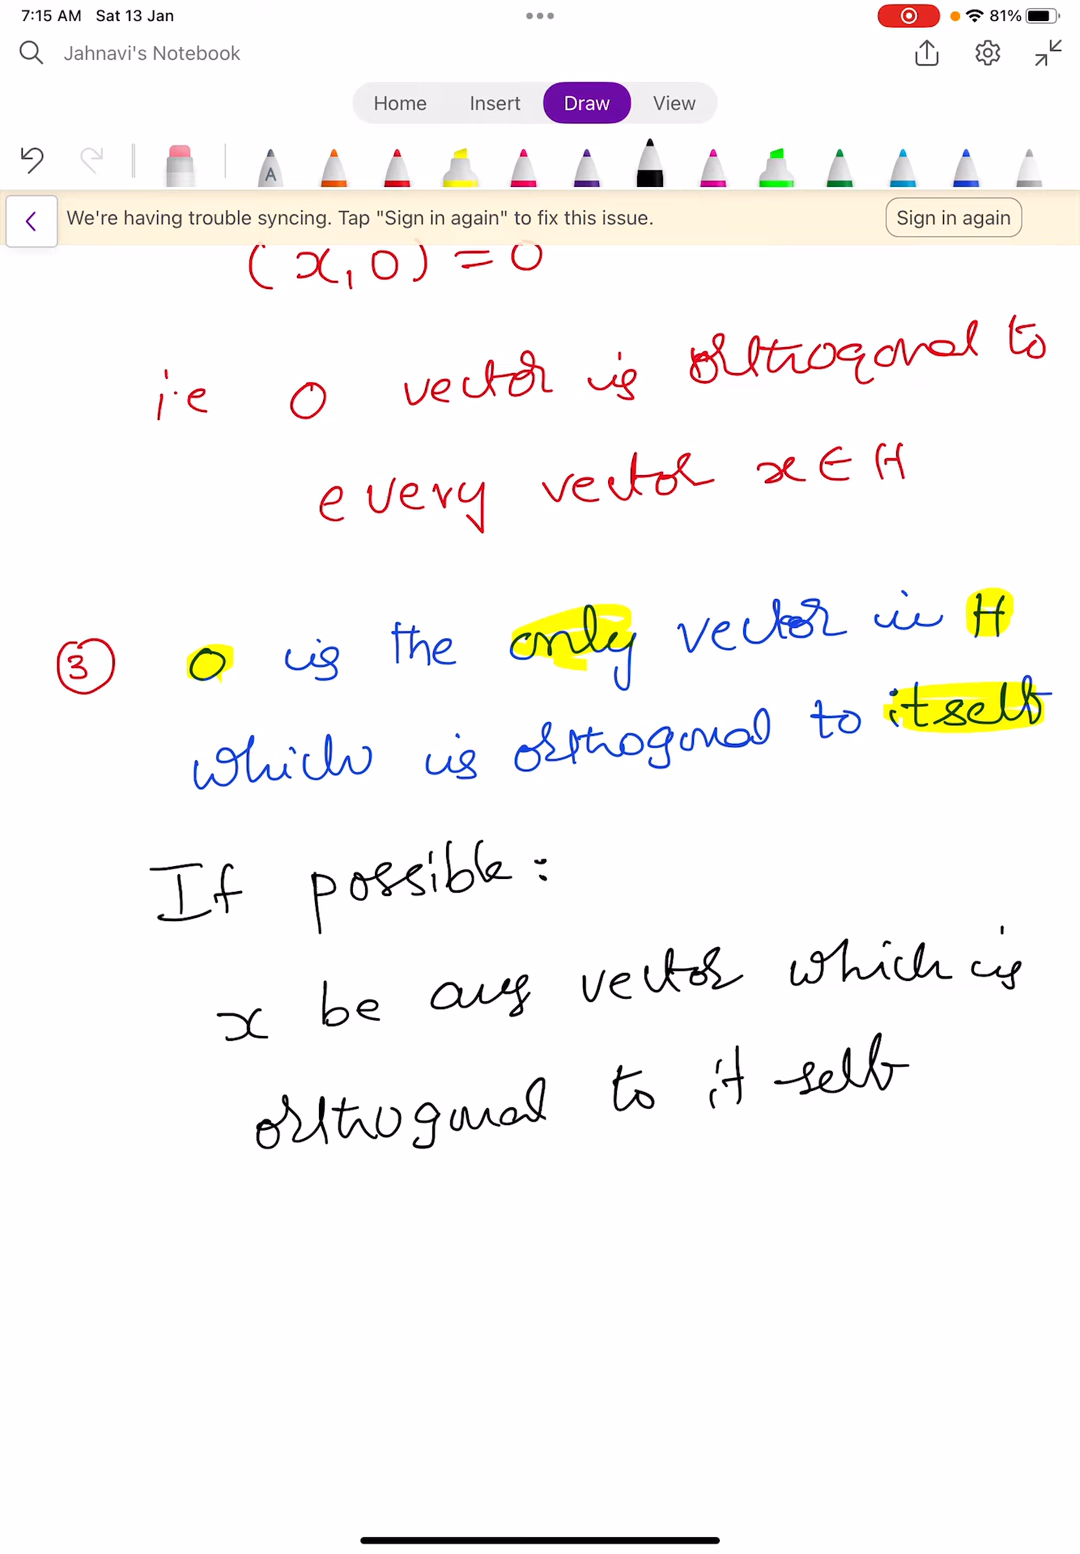 7:15 AM Sat 13 Jan
81%
Jahnavi's Notebook
Home Insert Draw View
A
We're having trouble syncing. Tap "Sign in again" to fix this issue.
Sign in again
(x, 0) = 0
i.e 0 vector is orthogonal to
every vector x ∈ H
③ 0 is the only vector in H
which is orthogonal to itself
If possible:
x be any vector which is
orthogonal to it self